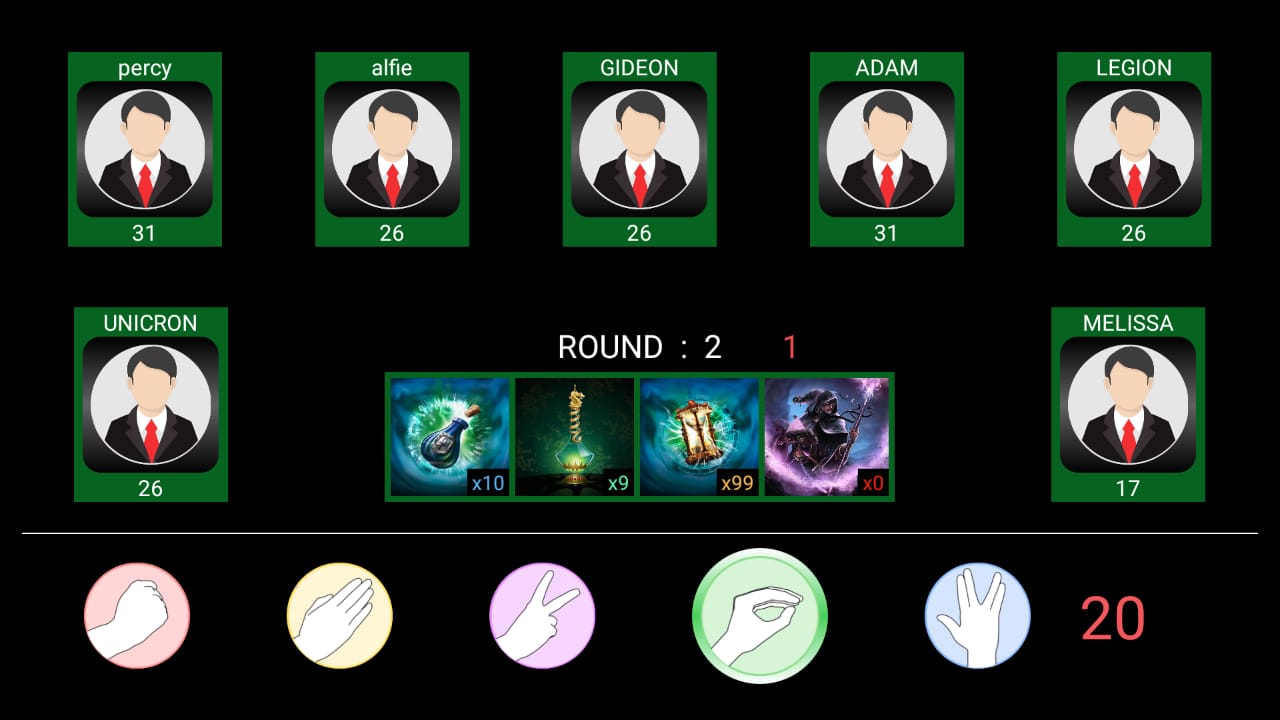 percy
alfie
GIDEON
ADAM
LEGION
31
26
26
31
26
UNICRON
MELISSA
ROUND : 2 1
x10
x9
x99
x0
26
17
20